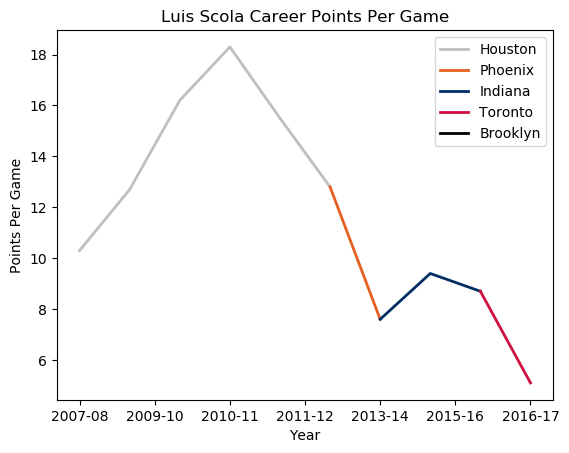 Luis Scola Career Points Per Game
Houston
Phoenix
Indiana
Toronto
Brooklyn
18
16
14
12
10
8
6
Points Per Game
2007-08 2009-10 2010-11 2011-12 2013-14 2015-16 2016-17
Year